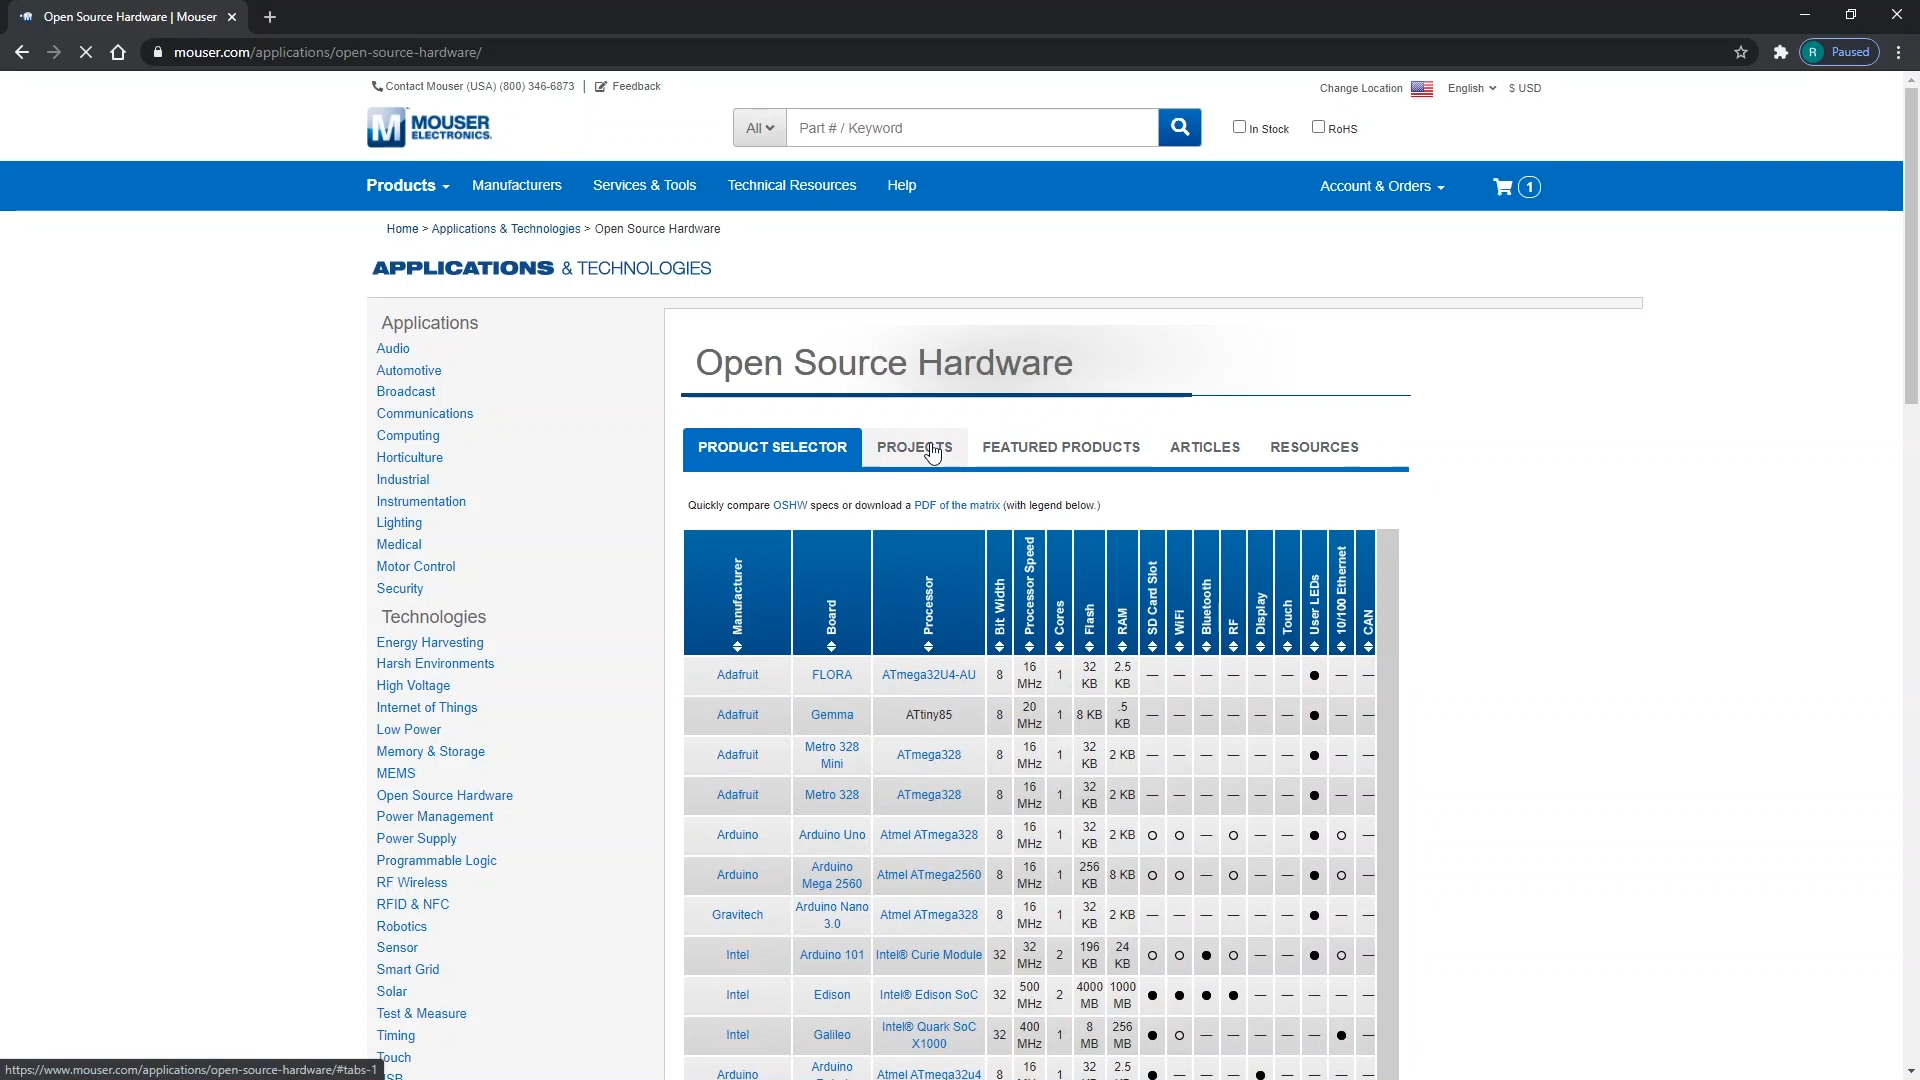 Open Source Hardware | Mouser
mouser.com/applications/open-source-hardware/
R Paused
Contact Mouser (USA) (800) 346-6873 | Feedback
Change Location English $ USD
M MOUSER ELECTRONICS
All Part # / Keyword
In Stock RoHS
Products Manufacturers Services & Tools Technical Resources Help
Account & Orders 1
Home > Applications & Technologies > Open Source Hardware
APPLICATIONS & TECHNOLOGIES
Applications
Audio
Automotive
Broadcast
Communications
Computing
Horticulture
Industrial
Instrumentation
Lighting
Medical
Motor Control
Security
Technologies
Energy Harvesting
Harsh Environments
High Voltage
Internet of Things
Low Power
Memory & Storage
MEMS
Open Source Hardware
Power Management
Power Supply
Programmable Logic
RF Wireless
RFID & NFC
Robotics
Sensor
Smart Grid
Solar
Test & Measure
Timing
Touch
Open Source Hardware
PRODUCT SELECTOR PROJECTS FEATURED PRODUCTS ARTICLES RESOURCES
Quickly compare OSHW specs or download a PDF of the matrix (with legend below.)
Manufacturer Board Processor Bit Width Processor Speed Cores Flash RAM SD Card Slot WiFi Bluetooth RF Display Touch User LEDs 10/100 Ethernet CAN
Adafruit FLORA ATmega32U4-AU 8 16 MHz 1 32 KB 2.5 KB — — — — — — ● — —
Adafruit Gemma ATtiny85 8 20 MHz 1 8 KB .5 KB — — — — — — ● — —
Adafruit Metro 328 Mini ATmega328 8 16 MHz 1 32 KB 2 KB — — — — — — ● — —
Adafruit Metro 328 ATmega328 8 16 MHz 1 32 KB 2 KB — — — — — — ● — —
Arduino Arduino Uno Atmel ATmega328 8 16 MHz 1 32 KB 2 KB O O — O — — ● O —
Arduino Arduino Mega 2560 Atmel ATmega2560 8 16 MHz 1 256 KB 8 KB O O — O — — ● O —
Gravitech Arduino Nano 3.0 Atmel ATmega328 8 16 MHz 1 32 KB 2 KB — — — — — — ● — —
Intel Arduino 101 Intel® Curie Module 32 32 MHz 2 196 KB 24 KB O O ● O — — ● O —
Intel Edison Intel® Edison SoC 32 500 MHz 2 4000 MB 1000 MB ● ● ● ● — — — — —
Intel Galileo Intel® Quark SoC X1000 32 400 MHz 1 8 MB 256 MB ● O — — — — — ● —
Arduino Arduino Atmel ATmega32u4 8 16 1 32 2.5 ● — — — ● — — — —
https://www.mouser.com/applications/open-source-hardware/#tabs-1